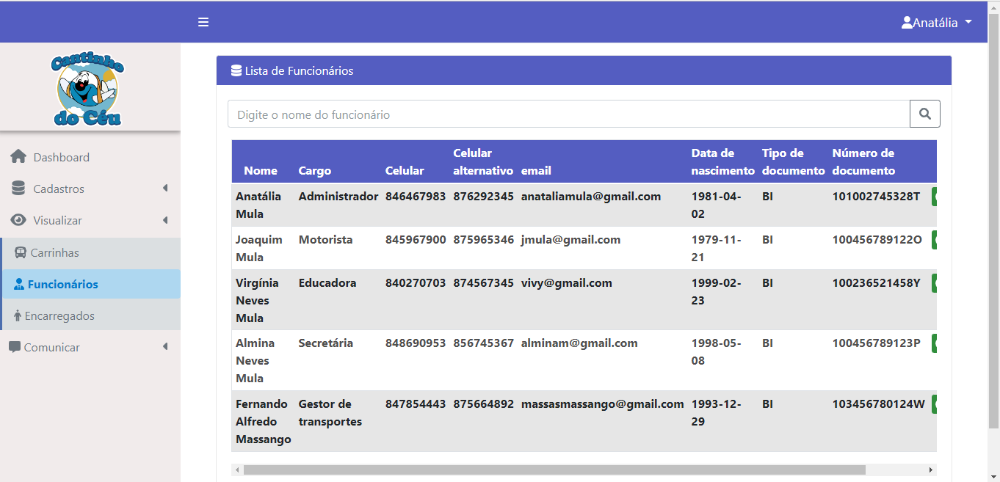 Anatália
Cantinho
do Céu
Dashboard
Cadastros
Visualizar
Carrinhas
Funcionários
Encarregados
Comunicar
Lista de Funcionários
Digite o nome do funcionário
Nome Cargo Celular Celular alternativo email Data de nascimento Tipo de documento Número de documento
Anatália Mula Administrador 846467983 876292345 anataliamula@gmail.com 1981-04-02 BI 101002745328T
Joaquim Mula Motorista 845967900 875965346 jmula@gmail.com 1979-11-21 BI 100456789122O
Virgínia Neves Mula Educadora 840270703 874567345 vivy@gmail.com 1999-02-23 BI 100236521458Y
Almina Neves Mula Secretária 848690953 856745367 alminam@gmail.com 1998-05-08 BI 100456789123P
Fernando Alfredo Massango Gestor de transportes 847854443 875664892 massasmassango@gmail.com 1993-12-29 BI 103456780124W